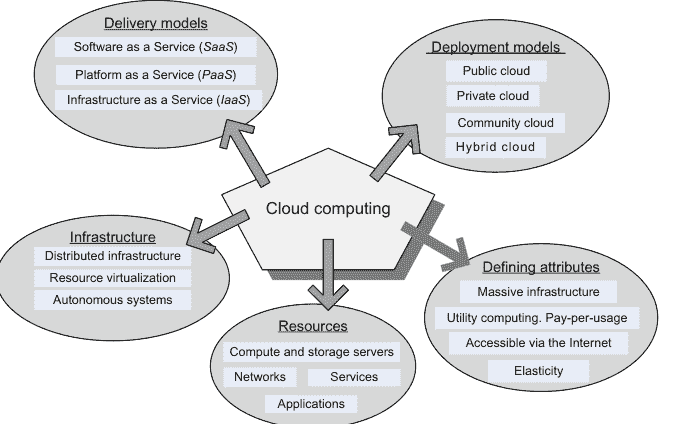 Delivery models
Software as a Service (SaaS)
Platform as a Service (PaaS)
Infrastructure as a Service (IaaS)
Deployment models
Public cloud
Private cloud
Community cloud
Hybrid cloud
Cloud computing
Infrastructure
Distributed infrastructure
Resource virtualization
Autonomous systems
Resources
Compute and storage servers
Networks Services
Applications
Defining attributes
Massive infrastructure
Utility computing. Pay-per-usage
Accessible via the Internet
Elasticity